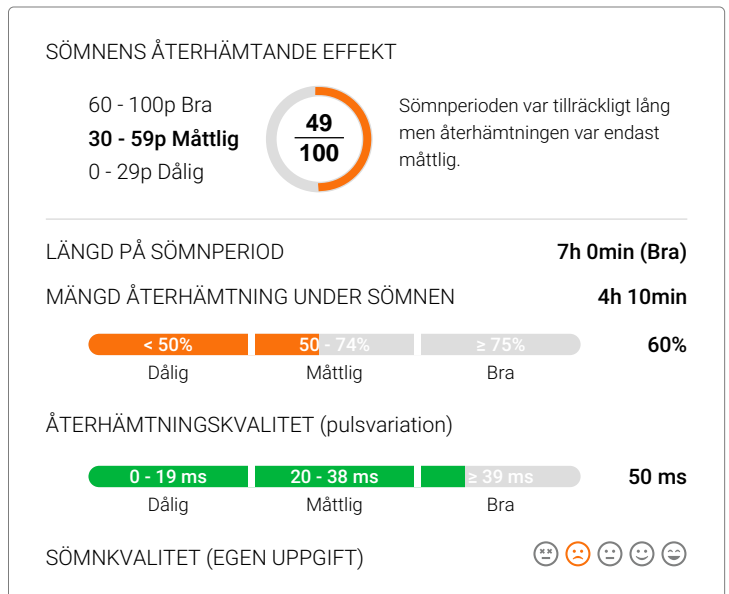 SÖMNENS ÅTERHÄMTANDE EFFEKT
60 - 100p Bra
30 - 59p Måttlig
0 - 29p Dålig
49
100
Sömnperioden var tillräckligt lång
men återhämtningen var endast
måttlig.
LÄNGD PÅ SÖMNPERIOD 7h 0min (Bra)
MÄNGD ÅTERHÄMTNING UNDER SÖMNEN 4h 10min
< 50% 50 - 74% ≥ 75% 60%
Dålig Måttlig Bra
ÅTERHÄMTNINGSKVALITET (pulsvariation)
0 - 19 ms 20 - 38 ms ≥ 39 ms 50 ms
Dålig Måttlig Bra
SÖMNKVALITET (EGEN UPPGIFT)